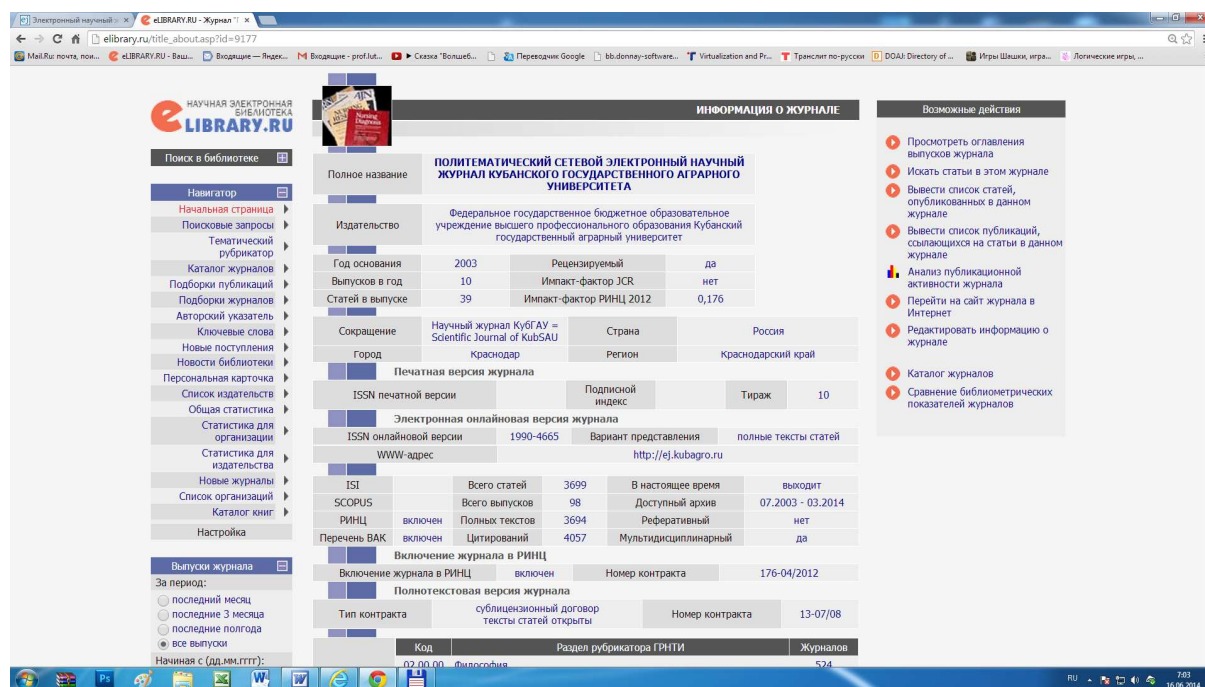 Электронный научный
eLIBRARY.RU - Журнал "Г
elibrary.ru/title_about.asp?id=9177
Mail.Ru: почта, пои...
eLIBRARY.RU - Ваш...
Входящие — Яндек...
Входящие - prof.lut...
Сказка "Волшеб...
Переводчик Google
bb.donnay-software...
Virtualization and Pr...
Транслит по-русски
DOAJ: Directory of ...
Игры Шашки, игра...
Логические игры, ...
НАУЧНАЯ ЭЛЕКТРОННАЯ
БИБЛИОТЕКА
eLIBRARY.RU
Поиск в библиотеке
Навигатор
Начальная страница
Поисковые запросы
Тематический
рубрикатор
Каталог журналов
Подборки публикаций
Подборки журналов
Авторский указатель
Ключевые слова
Новые поступления
Новости библиотеки
Персональная карточка
Список издательств
Общая статистика
Статистика для
организации
Статистика для
издательства
Новые журналы
Список организаций
Каталог книг
Настройка
Выпуски журнала
За период:
последний месяц
последние 3 месяца
последние полгода
все выпуски
Начиная с (дд.мм.гггг):
AJN
Nursing
Diagnosis
ИНФОРМАЦИЯ О ЖУРНАЛЕ
Полное название
ПОЛИТЕМАТИЧЕСКИЙ СЕТЕВОЙ ЭЛЕКТРОННЫЙ НАУЧНЫЙ
ЖУРНАЛ КУБАНСКОГО ГОСУДАРСТВЕННОГО АГРАРНОГО
УНИВЕРСИТЕТА
Издательство
Федеральное государственное бюджетное образовательное
учреждение высшего профессионального образования Кубанский
государственный аграрный университет
Год основания 2003 Рецензируемый да
Выпусков в год 10 Импакт-фактор JCR нет
Статей в выпуске 39 Импакт-фактор РИНЦ 2012 0,176
Сокращение
Научный журнал КубГАУ =
Scientific Journal of KubSAU
Страна Россия
Город Краснодар Регион Краснодарский край
Печатная версия журнала
ISSN печатной версии
Подписной
индекс
Тираж 10
Электронная онлайновая версия журнала
ISSN онлайновой версии 1990-4665 Вариант представления полные тексты статей
WWW-адрес http://ej.kubagro.ru
ISI Всего статей 3699 В настоящее время выходит
SCOPUS Всего выпусков 98 Доступный архив 07.2003 - 03.2014
РИНЦ включен Полных текстов 3694 Реферативный нет
Перечень ВАК включен Цитирований 4057 Мультидисциплинарный да
Включение журнала в РИНЦ
Включение журнала в РИНЦ включен Номер контракта 176-04/2012
Полнотекстовая версия журнала
Тип контракта
сублицензионный договор
тексты статей открыты
Номер контракта 13-07/08
Код Раздел рубрикатора ГРНТИ Журналов
02.00.00 Философия 524
Возможные действия
Просмотреть оглавления
выпусков журнала
Искать статьи в этом журнале
Вывести список статей,
опубликованных в данном
журнале
Вывести список публикаций,
ссылающихся на статьи в данном
журнале
Анализ публикационной
активности журнала
Перейти на сайт журнала в
Интернет
Редактировать информацию о
журнале
Каталог журналов
Сравнение библиометрических
показателей журналов
RU
7:03
16.06.2014